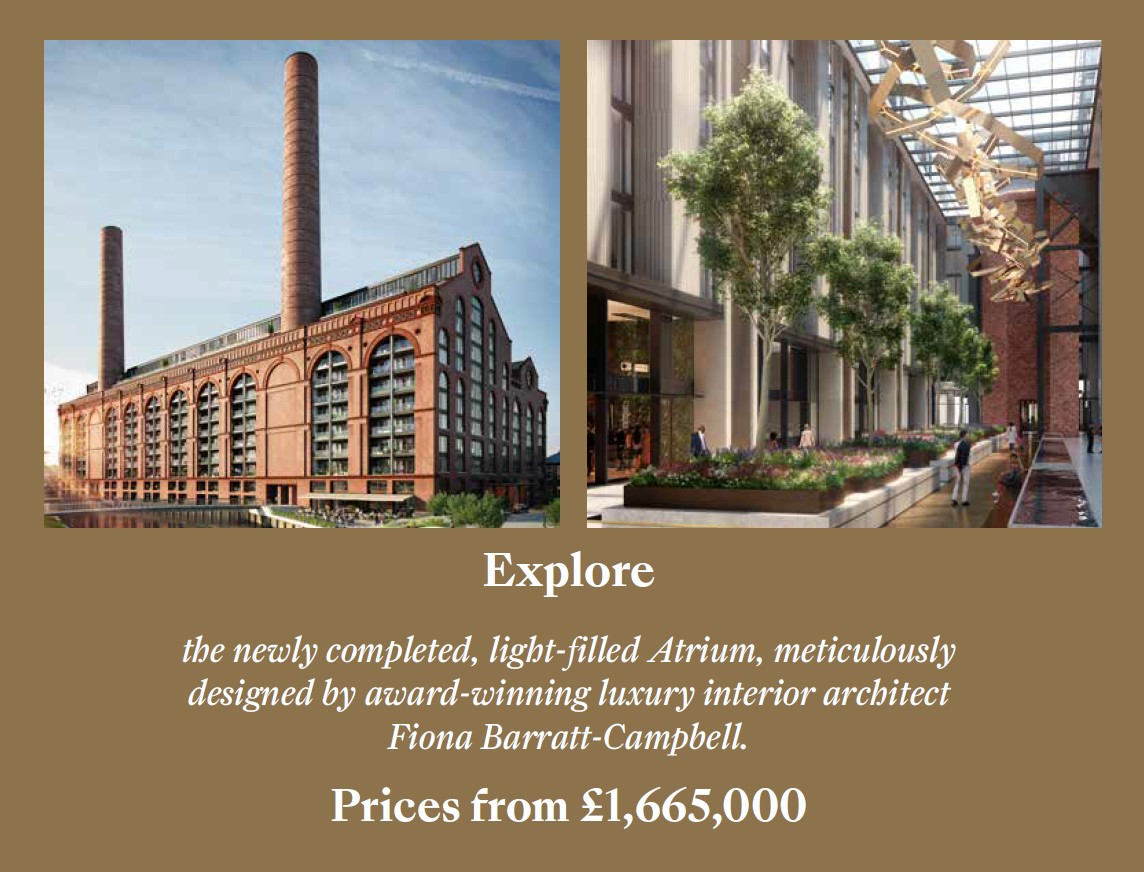 Explore
the newly completed, light-filled Atrium, meticulously
designed by award-winning luxury interior architect
Fiona Barratt-Campbell.
Prices from £1,665,000